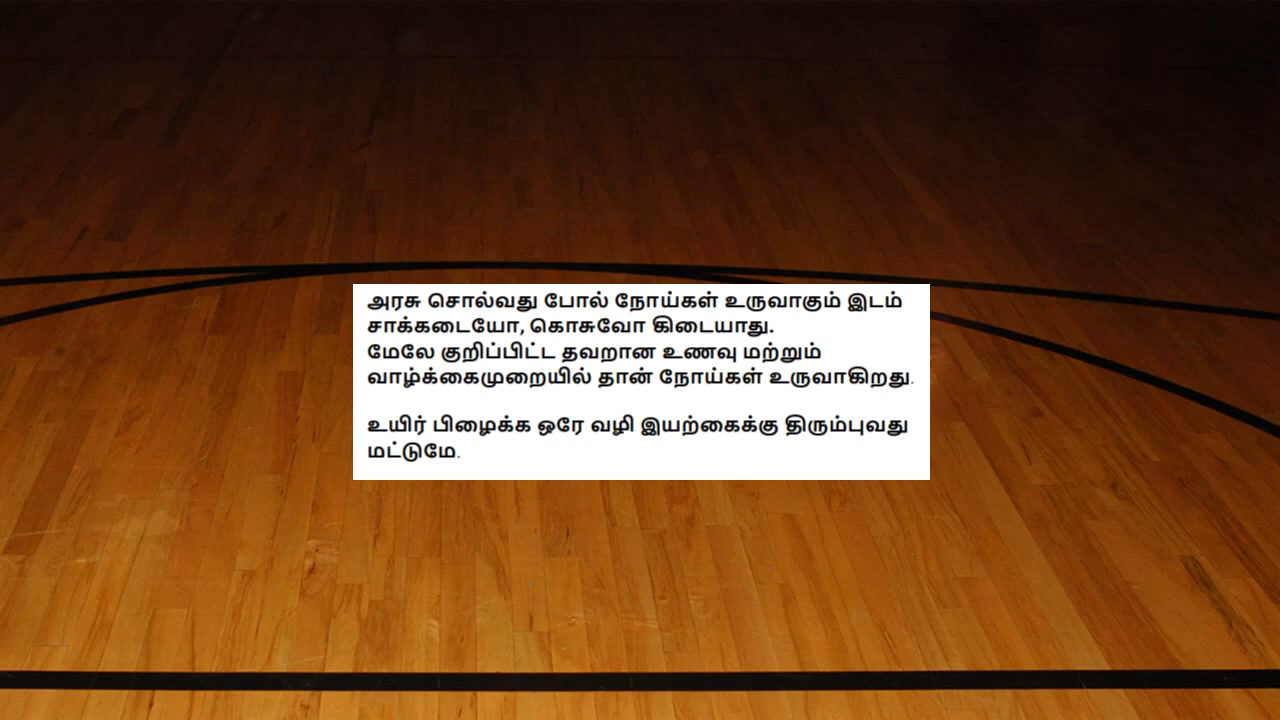 அரசு சொல்வது போல் நோய்கள் உருவாகும் இடம்
சாக்கடையோ, கொசுவோ கிடையாது.
மேலே குறிப்பிட்ட தவறான உணவு மற்றும்
வாழ்க்கைமுறையில் தான் நோய்கள் உருவாகிறது.
உயிர் பிழைக்க ஒரே வழி இயற்கைக்கு திரும்புவது
மட்டுமே.